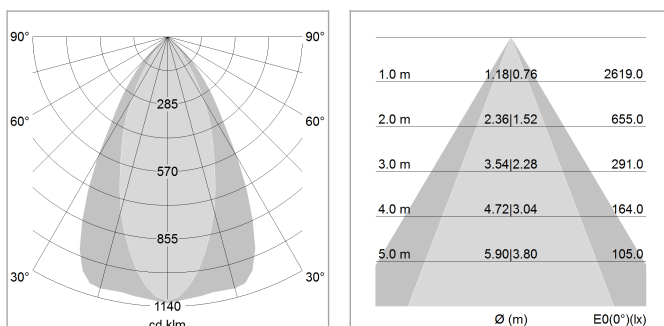 90° 90°
285
60° 60°
570
855
30° 30°
1140
cd klm
1.0 m 1.18|0.76 2619.0
2.0 m 2.36|1.52 655.0
3.0 m 3.54|2.28 291.0
4.0 m 4.72|3.04 164.0
5.0 m 5.90|3.80 105.0
Ø (m) E0(0°)(lx)